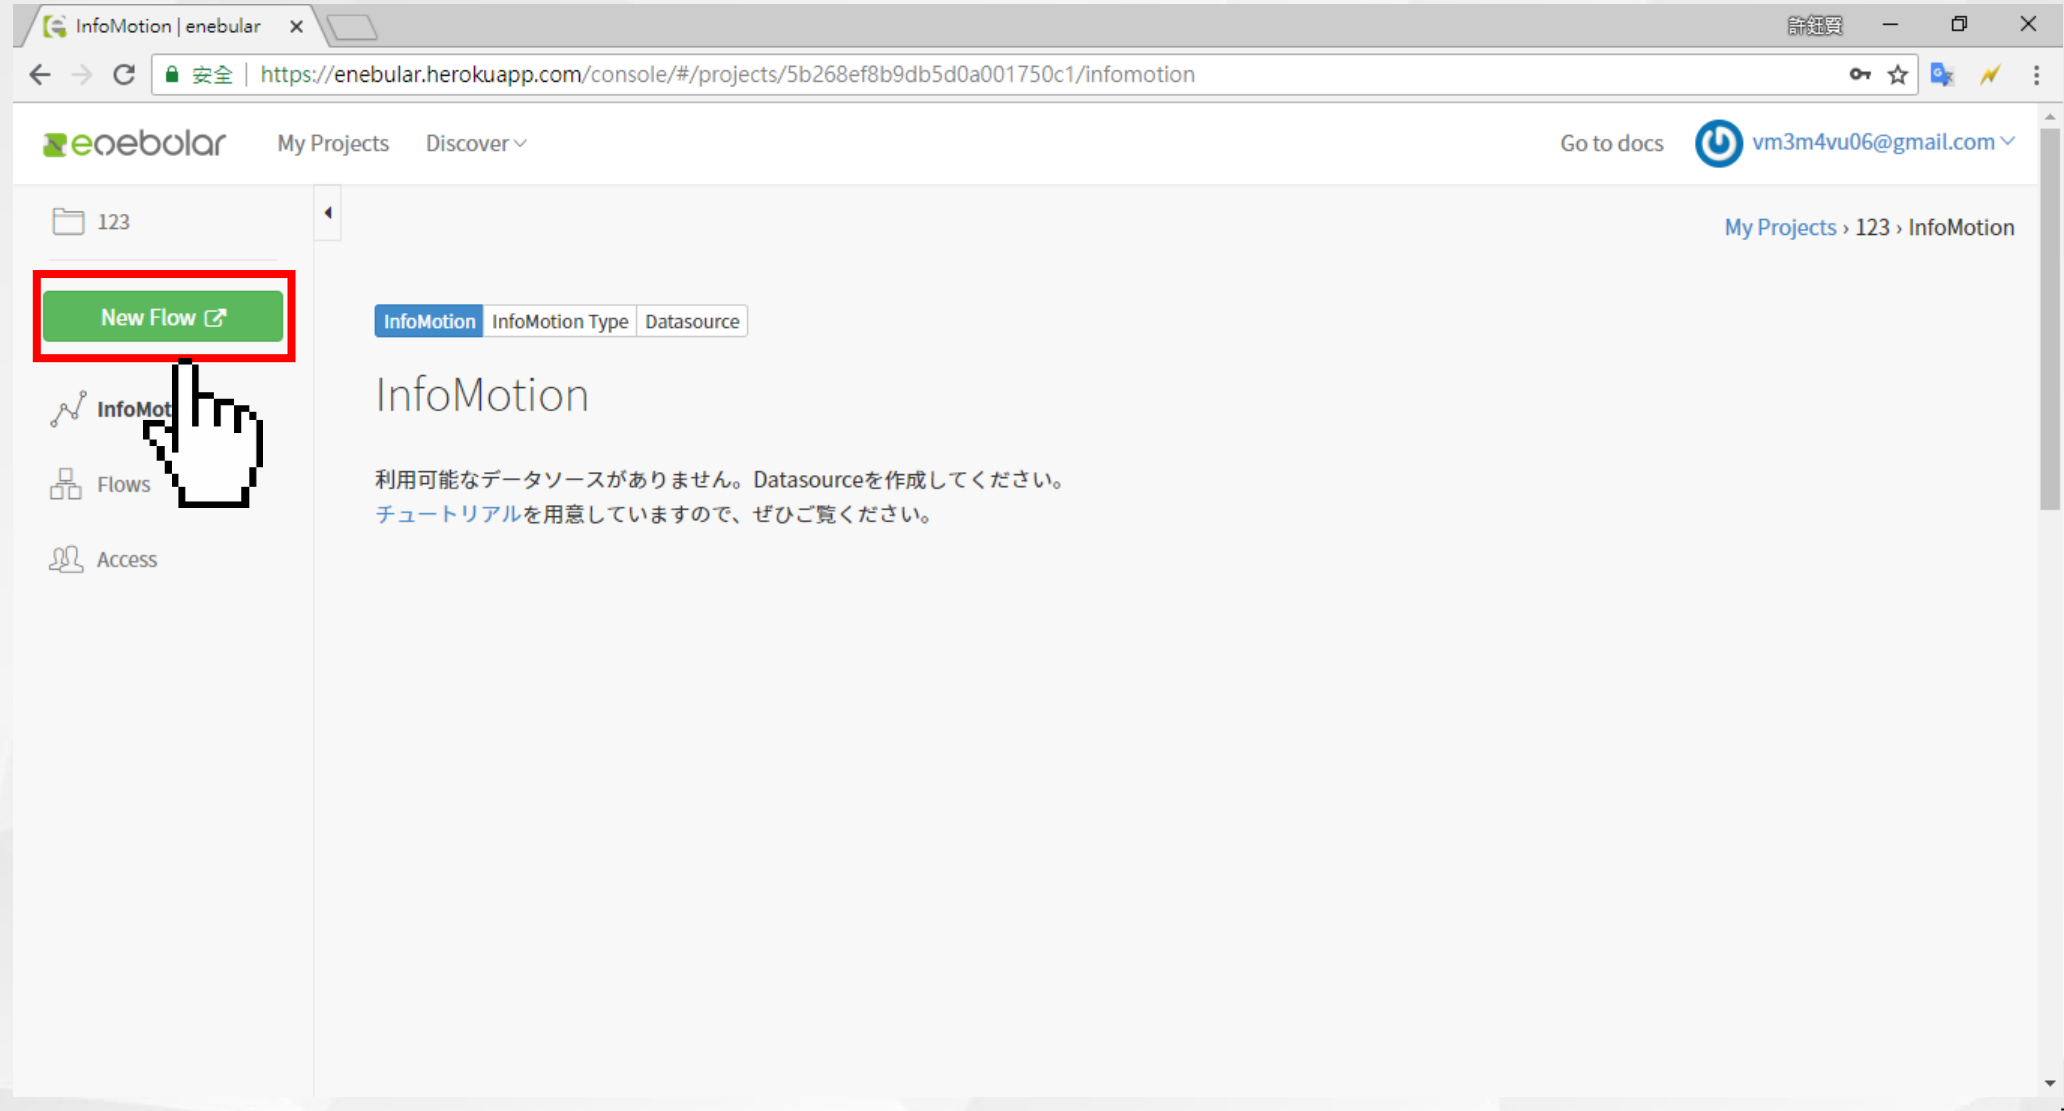 InfoMotion | enebular
許鈺賢
安全 | https://enebular.herokuapp.com/console/#/projects/5b268ef8b9db5d0a001750c1/infomotion
enebular My Projects Discover Go to docs vm3m4vu06@gmail.com
123
My Projects › 123 › InfoMotion
New Flow
InfoMotion InfoMotion Type Datasource
InfoMotion
InfoMot
利用可能なデータソースがありません。Datasourceを作成してください。
Flows
チュートリアルを用意していますので、ぜひご覧ください。
Access